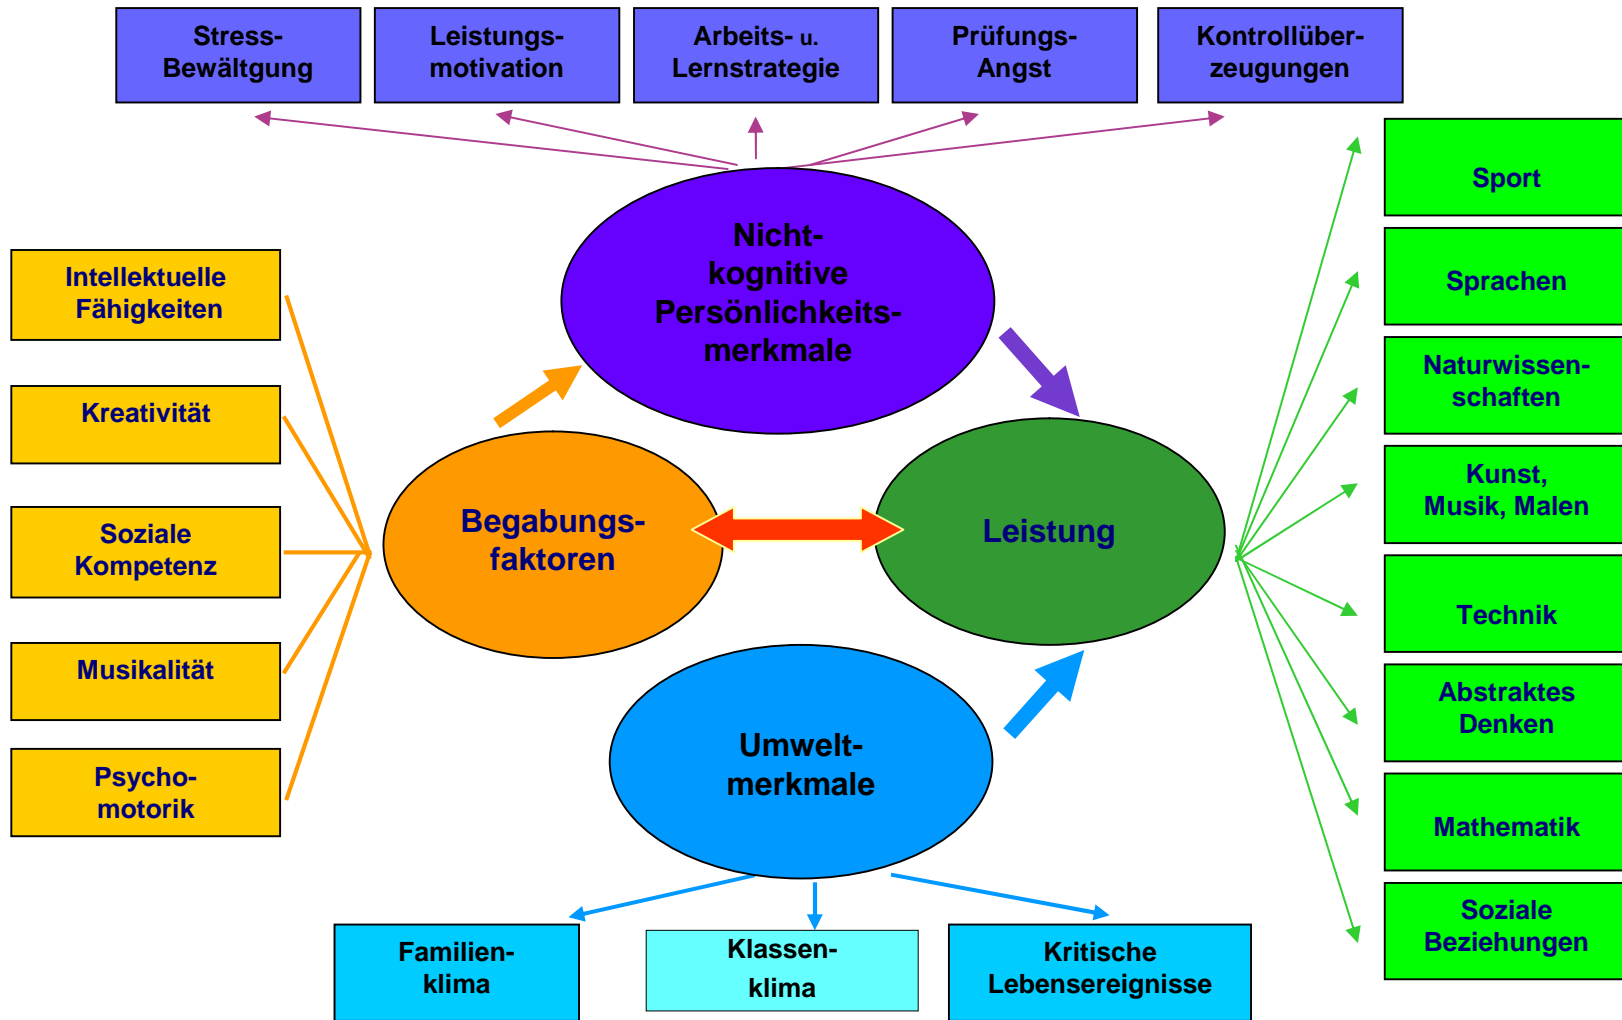 Stress-
Bewältgung
Leistungs-
motivation
Arbeits- u.
Lernstrategie
Prüfungs-
Angst
Kontrollüber-
zeugungen
Nicht-
kognitive
Persönlichkeits-
merkmale
Intellektuelle
Fähigkeiten
Kreativität
Soziale
Kompetenz
Musikalität
Psycho-
motorik
Begabungs-
faktoren
Leistung
Umwelt-
merkmale
Familien-
klima
Klassen-
klima
Kritische
Lebensereignisse
Sport
Sprachen
Naturwissen-
schaften
Kunst,
Musik, Malen
Technik
Abstraktes
Denken
Mathematik
Soziale
Beziehungen